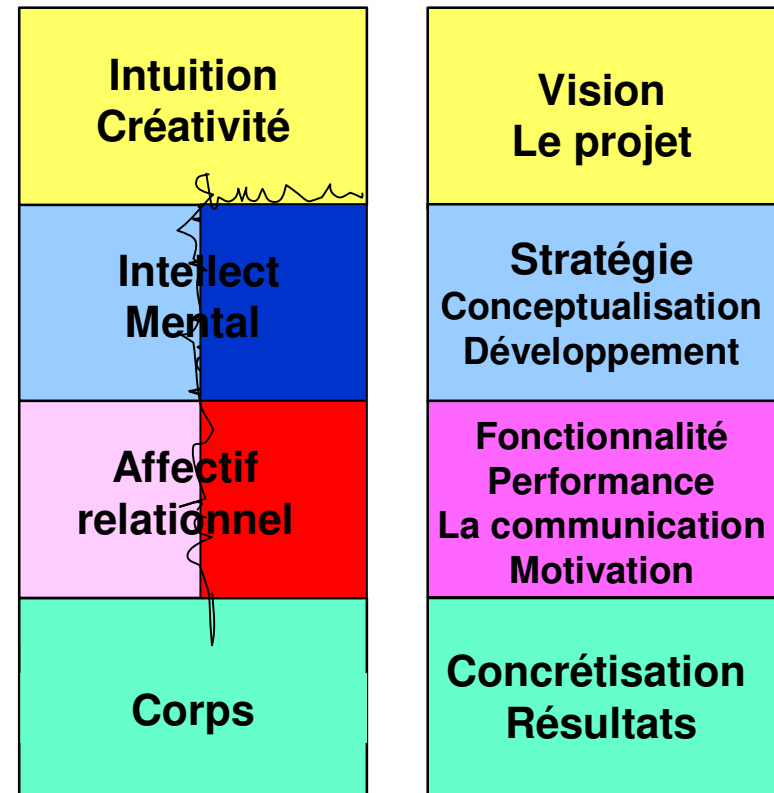 Intuition
Créativité
Intellect
Mental
Affectif
relationnel
Corps
Vision
Le projet
Stratégie
Conceptualisation
Développement
Fonctionnalité
Performance
La communication
Motivation
Concrétisation
Résultats